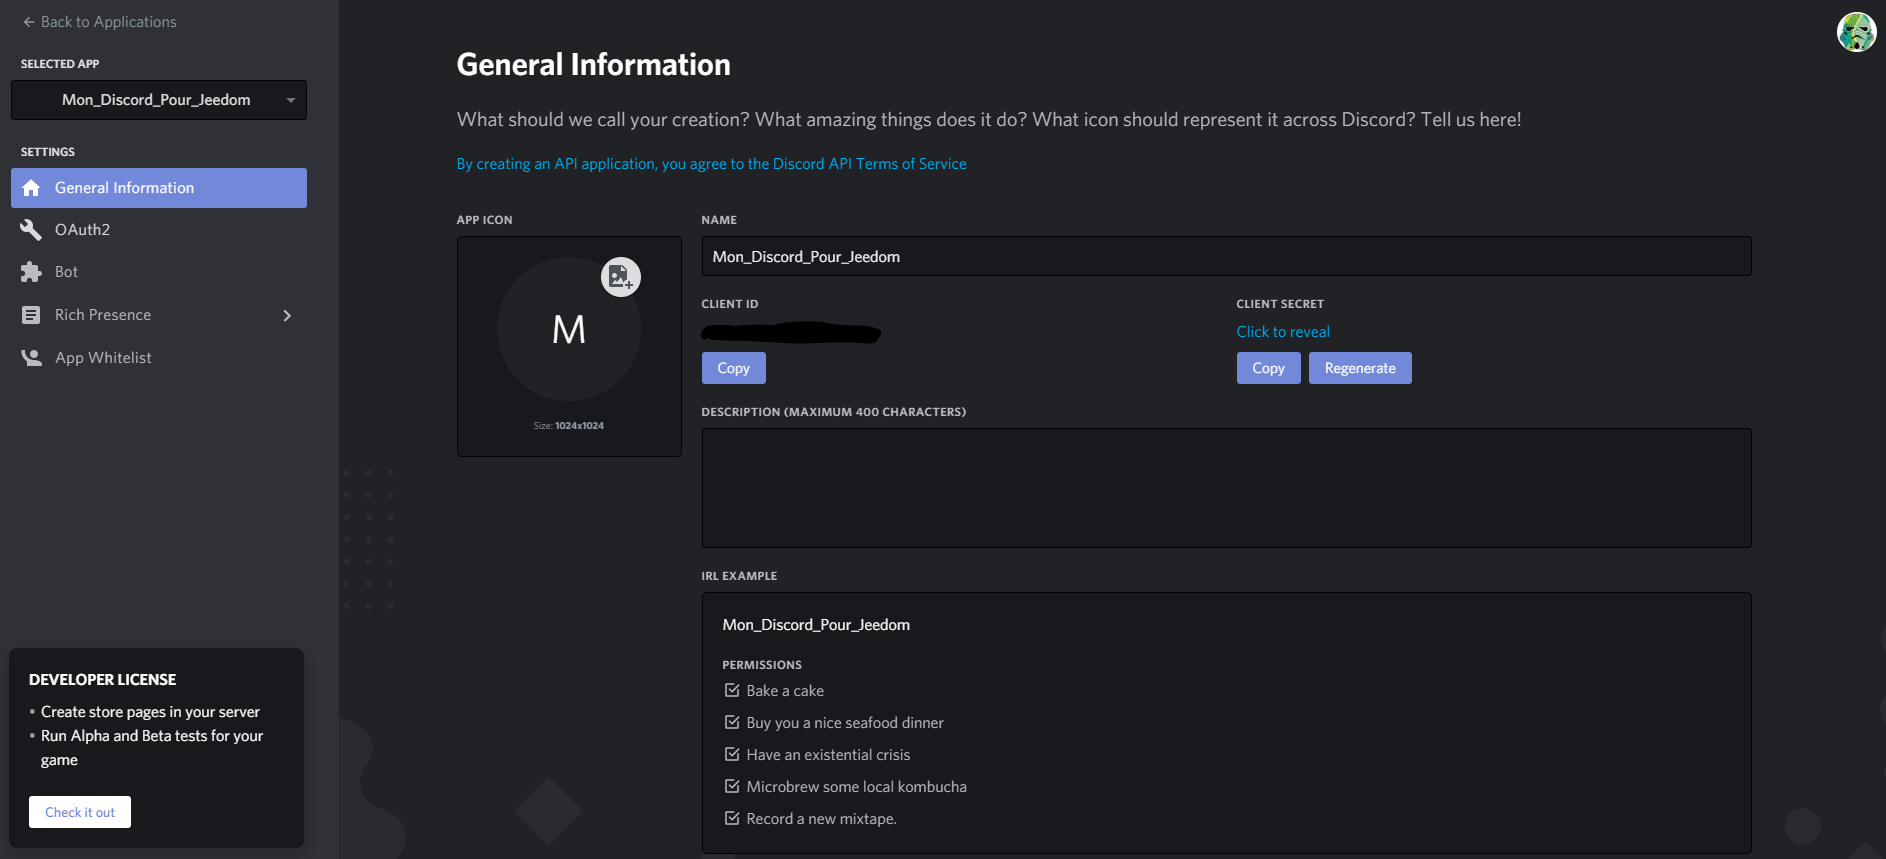 Back to Applications
SELECTED APP
Mon_Discord_Pour_Jeedom
SETTINGS
General Information
OAuth2
Bot
Rich Presence
App Whitelist
DEVELOPER LICENSE
• Create store pages in your server
• Run Alpha and Beta tests for your
game
Check it out
General Information
What should we call your creation? What amazing things does it do? What icon should represent it across Discord? Tell us here!
By creating an API application, you agree to the Discord API Terms of Service
APP ICON
M
Size: 1024x1024
NAME
Mon_Discord_Pour_Jeedom
CLIENT ID
Copy
CLIENT SECRET
Click to reveal
Copy Regenerate
DESCRIPTION (MAXIMUM 400 CHARACTERS)
IRL EXAMPLE
Mon_Discord_Pour_Jeedom
PERMISSIONS
Bake a cake
Buy you a nice seafood dinner
Have an existential crisis
Microbrew some local kombucha
Record a new mixtape.